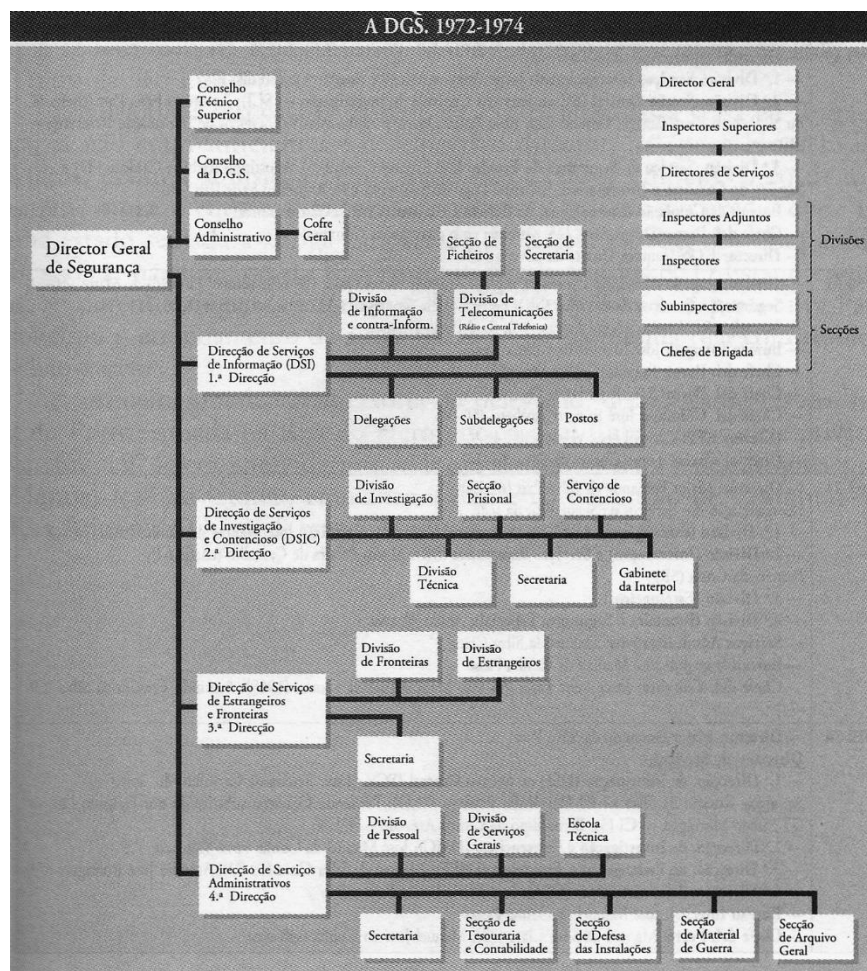 A DGS. 1972-1974
Conselho
Técnico
Superior
Conselho
da D.G.S.
Conselho
Administrativo
Cofre
Geral
Director Geral
de Segurança
Secção de
Ficheiros
Secção de
Secretaria
Divisão
de Informação
e contra-Inform.
Divisão de
Telecomunicações
(Rádio e Central Telefonica)
Direcção de Serviços
de Informação (DSI)
1.ª Direcção
Delegações
Subdelegações
Postos
Director Geral
Inspectores Superiores
Directores de Serviços
Inspectores Adjuntos
Inspectores
Divisões
Subinspectores
Chefes de Brigada
Secções
Divisão
de Investigação
Secção
Prisional
Serviço de
Contencioso
Direcção de Serviços
de Investigação
e Contencioso (DSIC)
2.ª Direcção
Divisão
Técnica
Secretaria
Gabinete
da Interpol
Divisão
de Fronteiras
Divisão
de Estrangeiros
Direcção de Serviços
de Estrangeiros
e Fronteiras
3.ª Direcção
Secretaria
Divisão
de Pessoal
Divisão
de Serviços
Gerais
Escola
Técnica
Direcção de Serviços
Administrativos
4.ª Direcção
Secretaria
Secção de
Tesouraria
e Contabilidade
Secção
de Defesa
das Instalações
Secção
de Material
de Guerra
Secção
de Arquivo
Geral